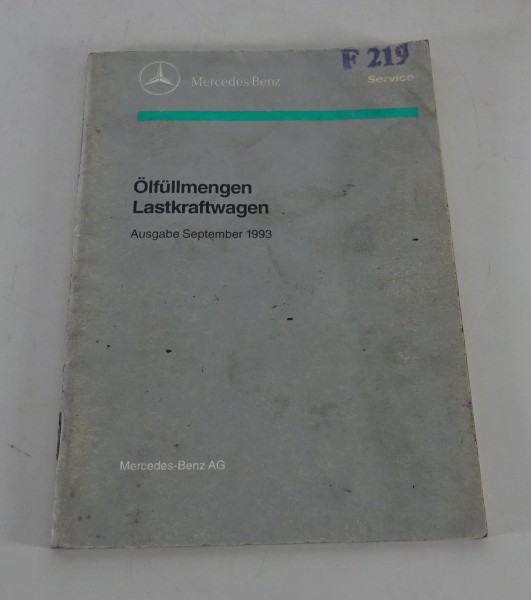 F 219
Mercedes-Benz
Service
Ölfüllmengen
Lastkraftwagen
Ausgabe September 1993
Mercedes-Benz AG